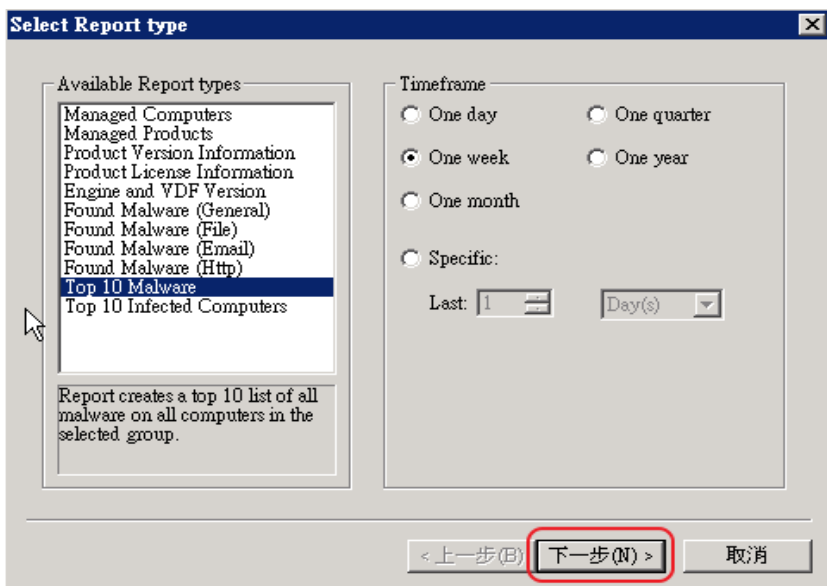 Select Report type
Available Report types
Managed Computers
Managed Products
Product Version Information
Product License Information
Engine and VDF Version
Found Malware (General)
Found Malware (File)
Found Malware (Email)
Found Malware (Http)
Top 10 Malware
Top 10 Infected Computers
Report creates a top 10 list of all
malware on all computers in the
selected group.
Timeframe
One day
One quarter
One week
One year
One month
Specific:
Last: 1 Day(s)
< 上一步(B) 下一步(N) > 取消